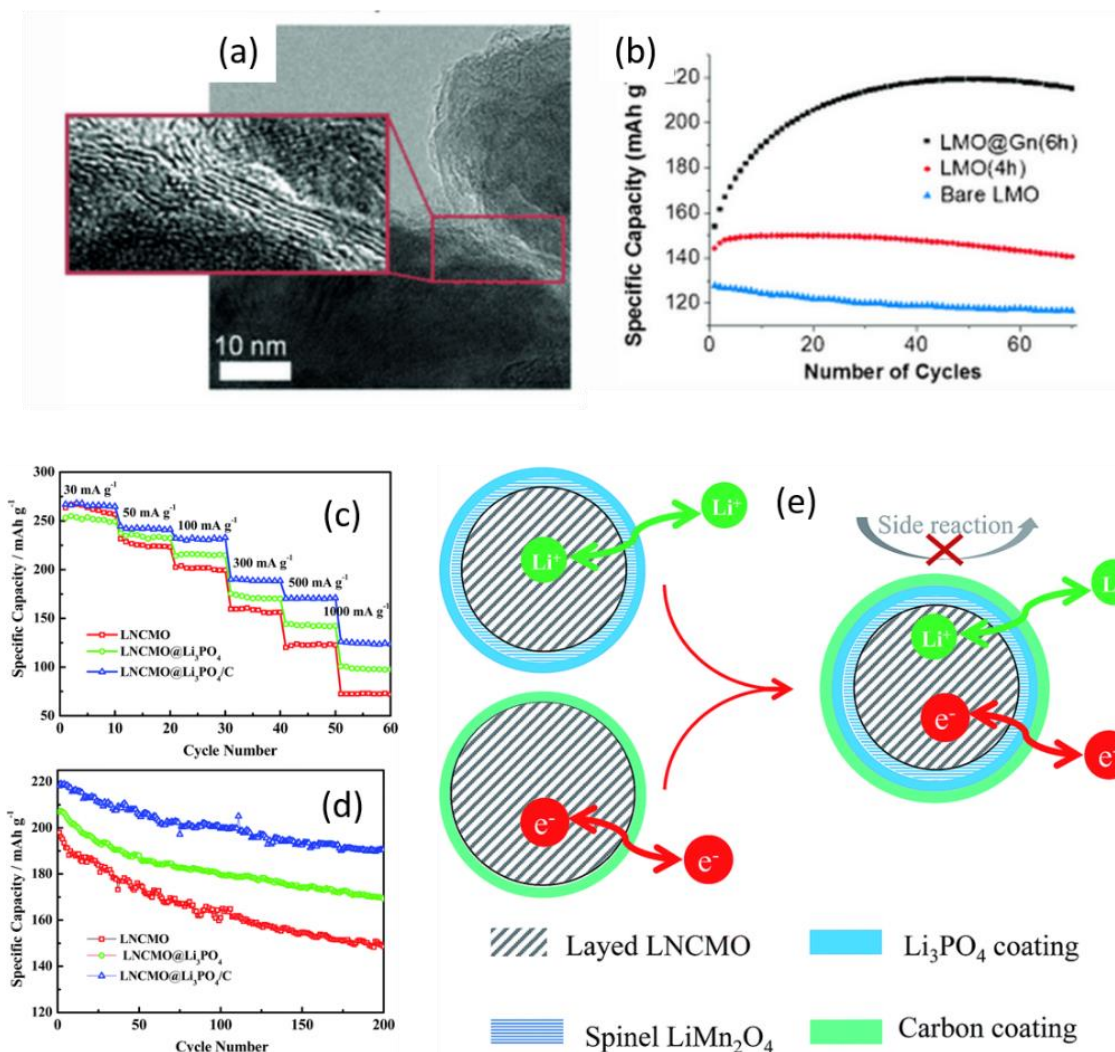 (a)
10 nm
(b)
Specific Capacity (mAh g
220
200
180
160
140
120
LMO@Gn(6h)
LMO(4h)
Bare LMO
0 20 40 60
Number of Cycles
(c)
Specific Capacity / mAh g⁻¹
300
250
200
150
100
50
30 mA g⁻¹
50 mA g⁻¹
100 mA g⁻¹
300 mA g⁻¹
500 mA g⁻¹
1000 mA g⁻¹
LNCMO
LNCMO@Li₃PO₄
LNCMO@Li₃PO₄/C
0 10 20 30 40 50 60
Cycle Number
(d)
Specific Capacity / mAh g⁻¹
220
200
180
160
140
120
LNCMO
LNCMO@Li₃PO₄
LNCMO@Li₃PO₄/C
0 50 100 150 200
Cycle Number
(e)
Li⁺
Li⁺
e⁻
e⁻
Side reaction
Li⁺
L
e⁻
e
Layed LNCMO
Li₃PO₄ coating
Spinel LiMn₂O₄
Carbon coating